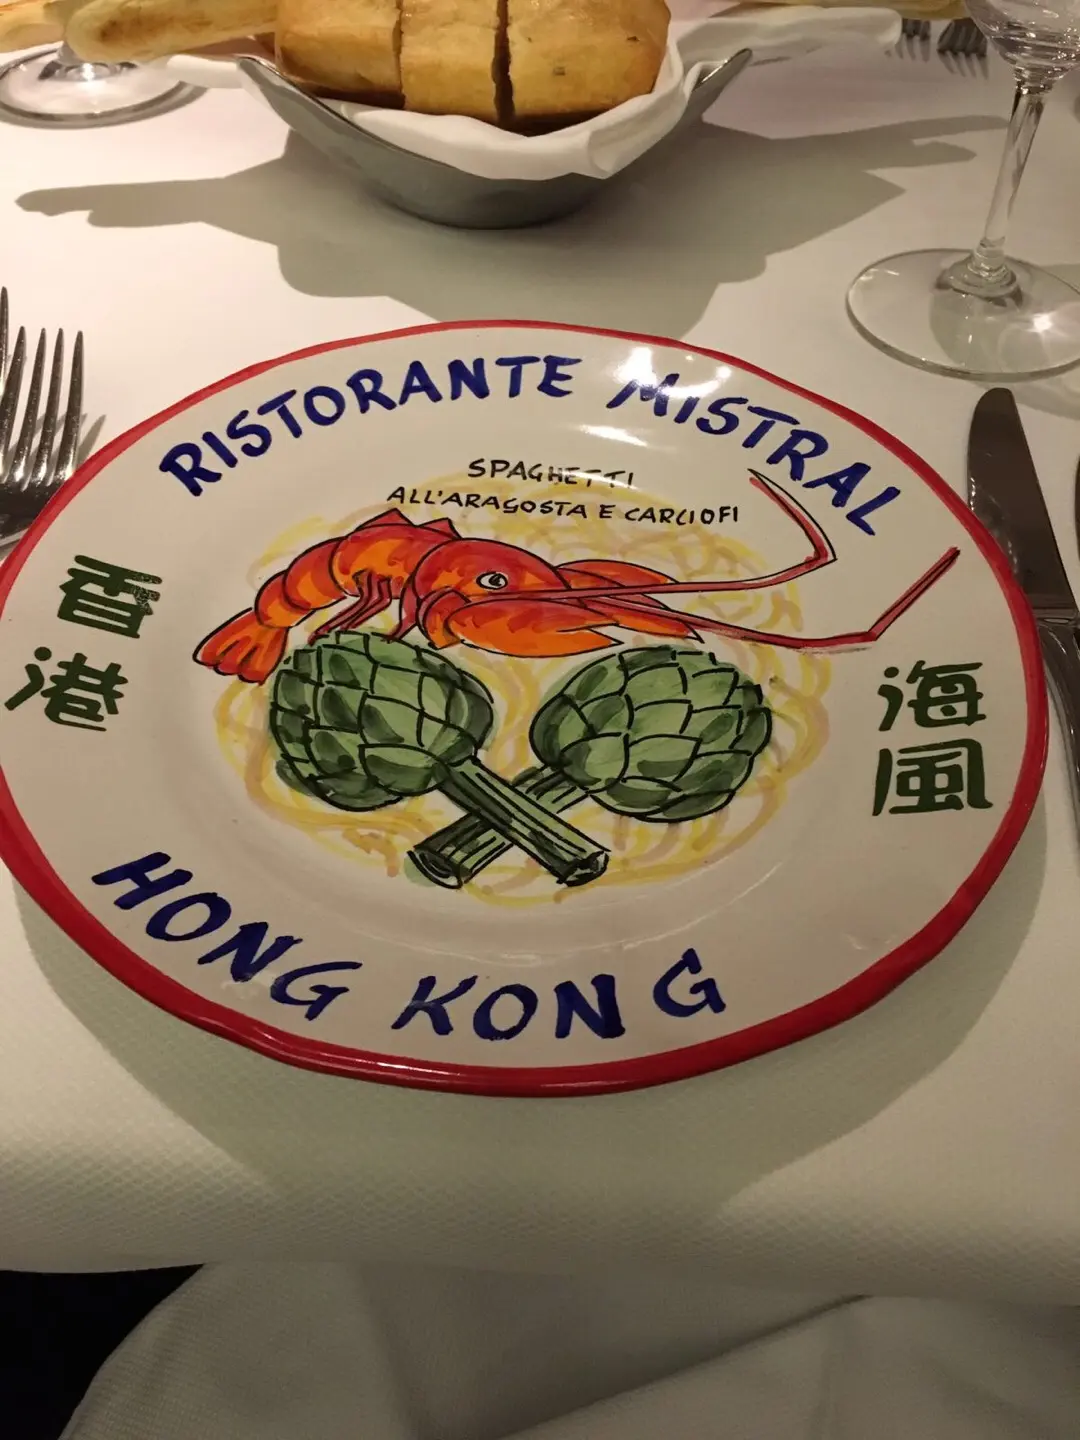 RISTORANTE MISTRAL
SPAGHETTI
ALL'ARAGOSTA E CARCIOFI
香港
海風
HONG KONG